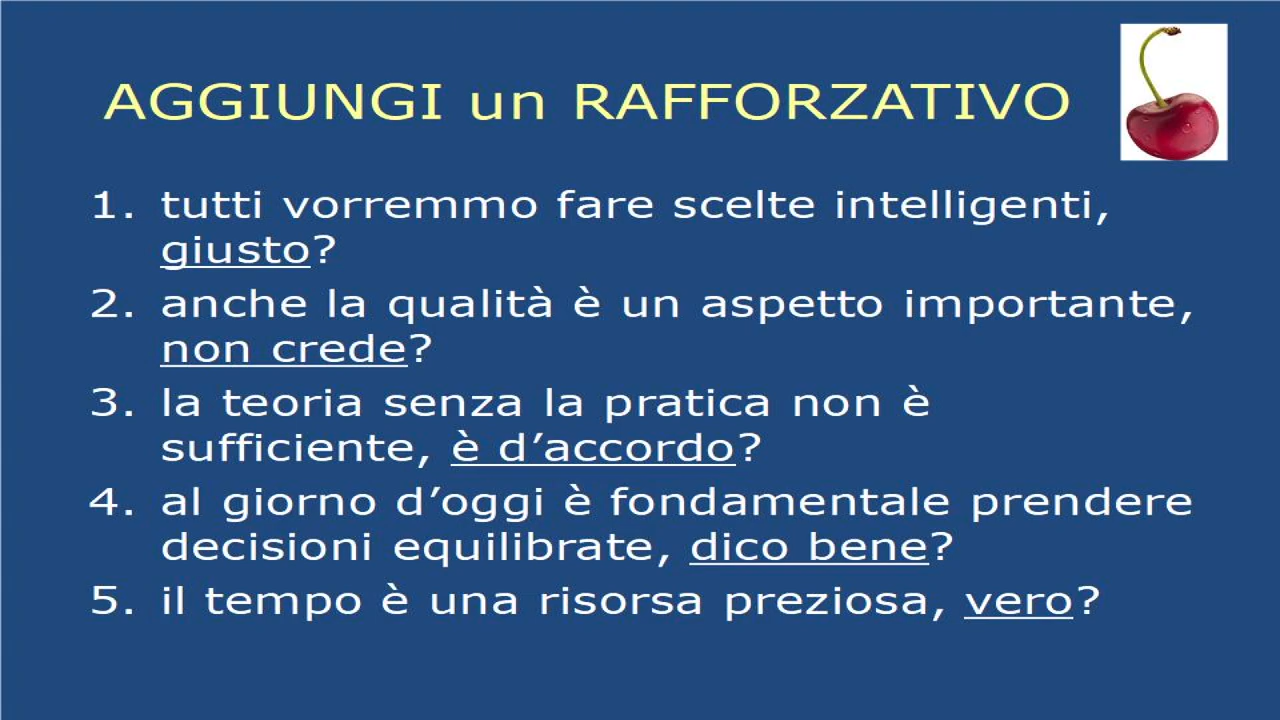 AGGIUNGI un RAFFORZATIVO
1. tutti vorremmo fare scelte intelligenti,
giusto?
2. anche la qualità è un aspetto importante,
non crede?
3. la teoria senza la pratica non è
sufficiente, è d’accordo?
4. al giorno d’oggi è fondamentale prendere
decisioni equilibrate, dico bene?
5. il tempo è una risorsa preziosa, vero?